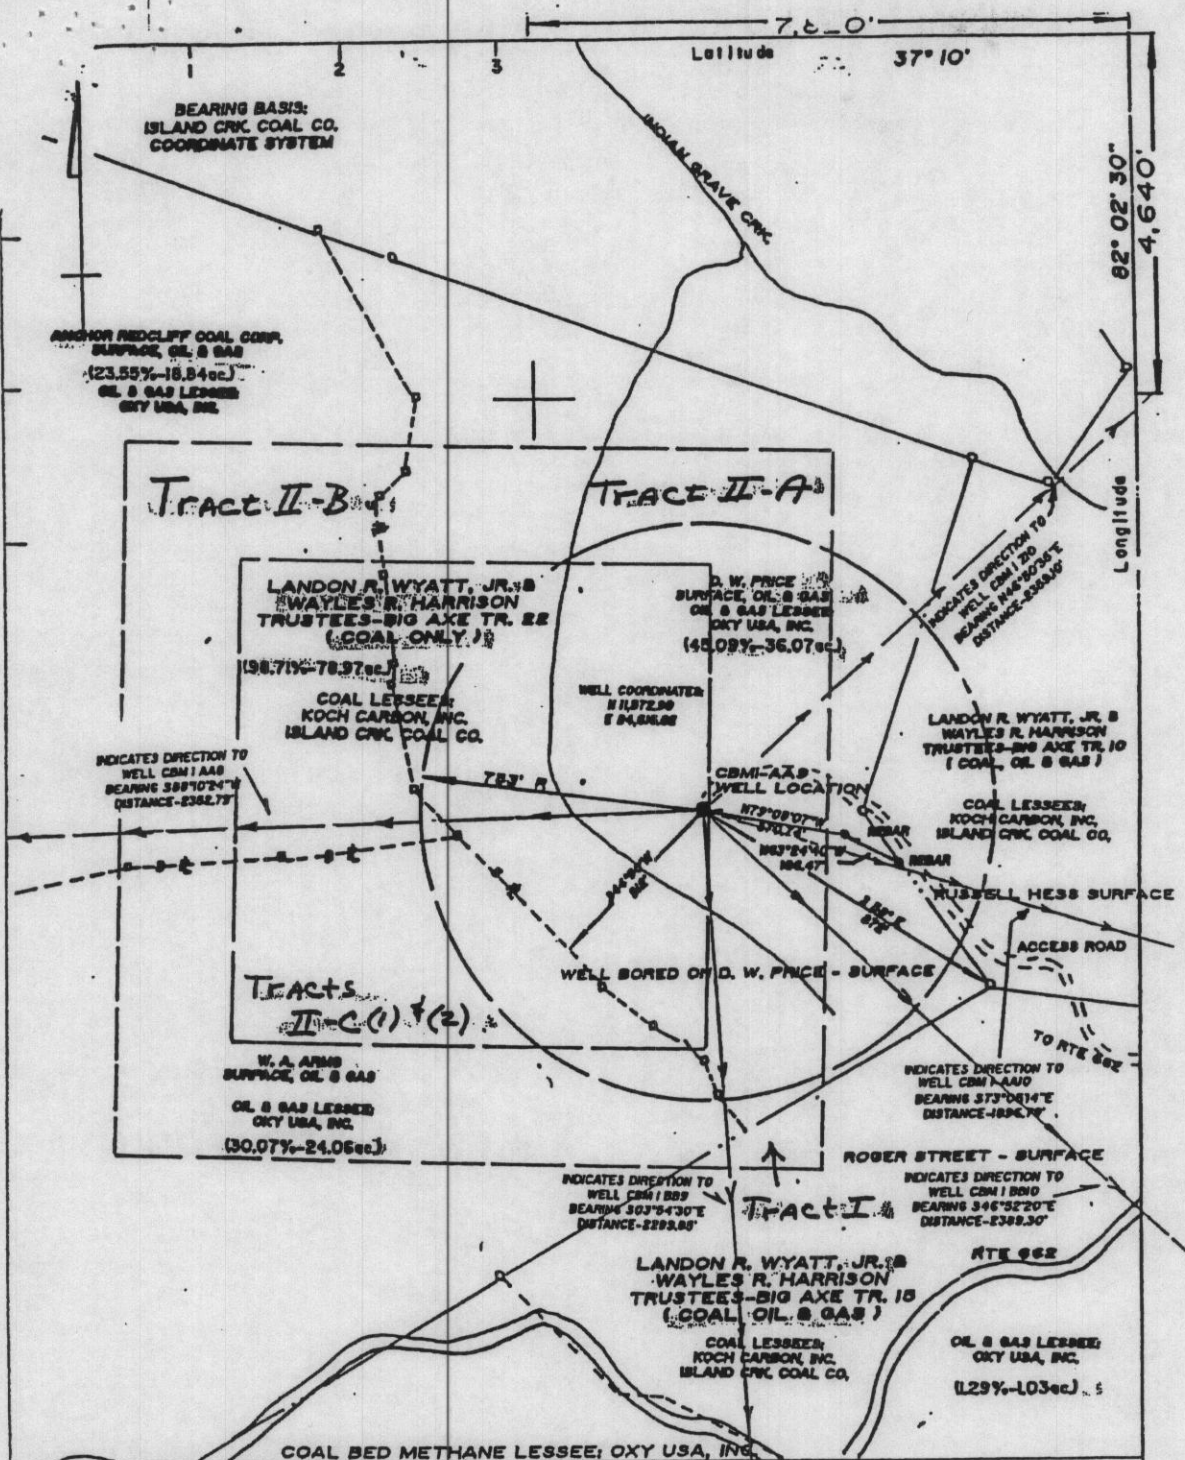 Latitude
37° 10'
1
2
3
BEARING BASIS:
ISLAND CRK. COAL CO.
COORDINATE SYSTEM
INDIAN GRAVE CRK.
82° 02' 30"
4,640'
Longitude
ANCHOR REDCLIFF COAL CORP.
SURFACE, OIL & GAS
(23.55%-18.84ac.)
OIL & GAS LESSEE:
OXY USA, INC.
Tract II-B
Tract II-A
LANDON R. WYATT, JR. &
WAYLES R. HARRISON
TRUSTEES-BIG AXE TR. 22
( COAL ONLY )
(98.71%-78.97ac.)
COAL LESSEES:
KOCH CARBON, INC.
ISLAND CRK. COAL CO.
D. W. PRICE
SURFACE, OIL & GAS
OIL & GAS LESSEE:
OXY USA, INC.
(45.09%-36.07ac.)
INDICATES DIRECTION TO
WELL CBM I Z10
WELL COORDINATES:
LANDON R. WYATT, JR. &
WAYLES R. HARRISON
TRUSTEES-BIG AXE TR. 10
( COAL, OIL & GAS )
COAL LESSEES:
KOCH CARBON, INC.
ISLAND CRK. COAL CO.
INDICATES DIRECTION TO
WELL CBM I AA8
DISTANCE-2362.79'
CBMI-AA9
WELL LOCATION
REBAR
REBAR
RUSSELL HESS SURFACE
ACCESS ROAD
WELL BORED ON D. W. PRICE - SURFACE
TO RTE 662
Tracts
II-C (1) & (2)
W. A. ARMS
SURFACE, OIL & GAS
OIL & GAS LESSEE:
OXY USA, INC.
(30.07%-24.06ac.)
INDICATES DIRECTION TO
WELL CBM I AA10
ROGER STREET - SURFACE
INDICATES DIRECTION TO
WELL CBM I BB9
INDICATES DIRECTION TO
WELL CBM I BB10
DISTANCE-2389.30'
Tract I
RTE 662
LANDON R. WYATT, JR. &
WAYLES R. HARRISON
TRUSTEES-BIG AXE TR. 15
( COAL, OIL & GAS )
COAL LESSEES:
KOCH CARBON, INC.
ISLAND CRK. COAL CO.
OIL & GAS LESSEE:
OXY USA, INC.
(1.29%-1.03ac.)
COAL BED METHANE LESSEE: OXY USA, INC.